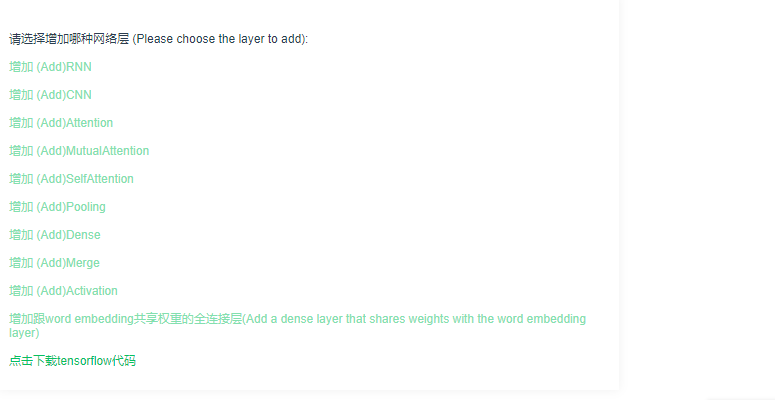 请选择增加哪种网络层 (Please choose the layer to add):
增加 (Add)RNN
增加 (Add)CNN
增加 (Add)Attention
增加 (Add)MutualAttention
增加 (Add)SelfAttention
增加 (Add)Pooling
增加 (Add)Dense
增加 (Add)Merge
增加 (Add)Activation
增加跟word embedding共享权重的全连接层(Add a dense layer that shares weights with the word embedding
layer)
点击下载tensorflow代码